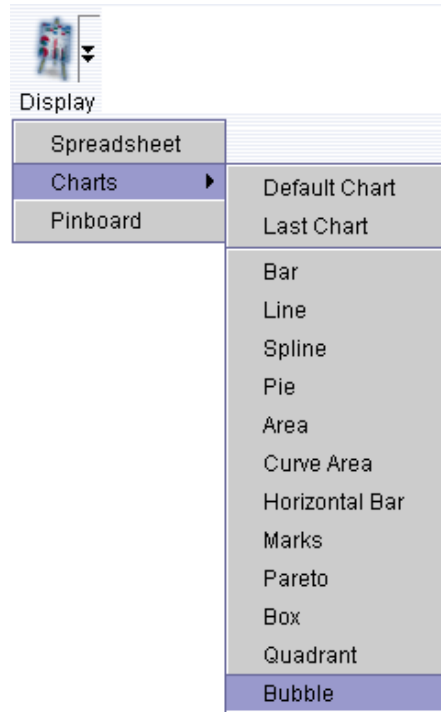 Display
Spreadsheet
Charts
Pinboard
Default Chart
Last Chart
Bar
Line
Spline
Pie
Area
Curve Area
Horizontal Bar
Marks
Pareto
Box
Quadrant
Bubble